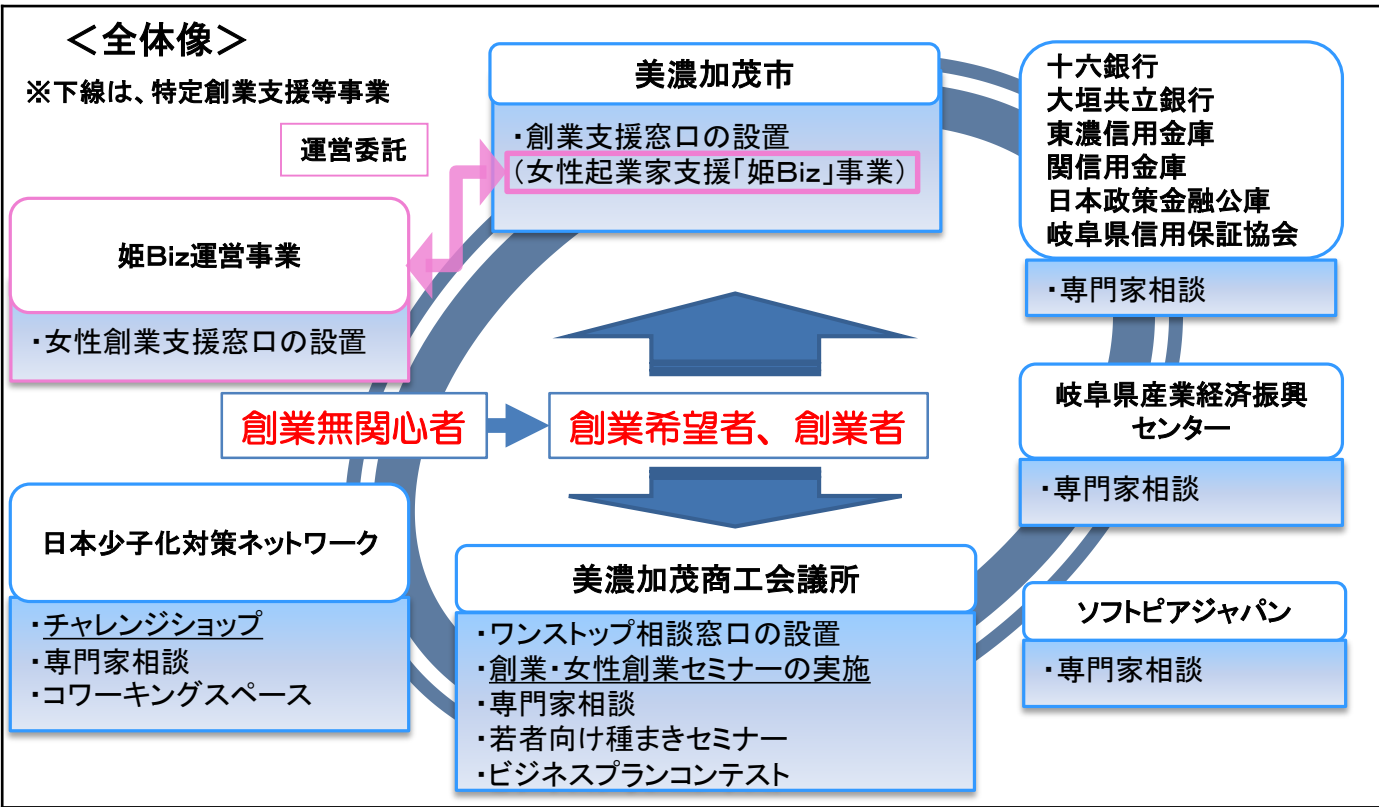 ＜全体像＞
※下線は、特定創業支援等事業
運営委託
美濃加茂市
・創業支援窓口の設置
（女性起業家支援「姫Biz」事業）
十六銀行
大垣共立銀行
東濃信用金庫
関信用金庫
日本政策金融公庫
岐阜県信用保証協会
・専門家相談
姫Biz運営事業
・女性創業支援窓口の設置
創業無関心者
創業希望者、創業者
岐阜県産業経済振興
センター
・専門家相談
日本少子化対策ネットワーク
・チャレンジショップ
・専門家相談
・コワーキングスペース
美濃加茂商工会議所
・ワンストップ相談窓口の設置
・創業・女性創業セミナーの実施
・専門家相談
・若者向け種まきセミナー
・ビジネスプランコンテスト
ソフトピアジャパン
・専門家相談